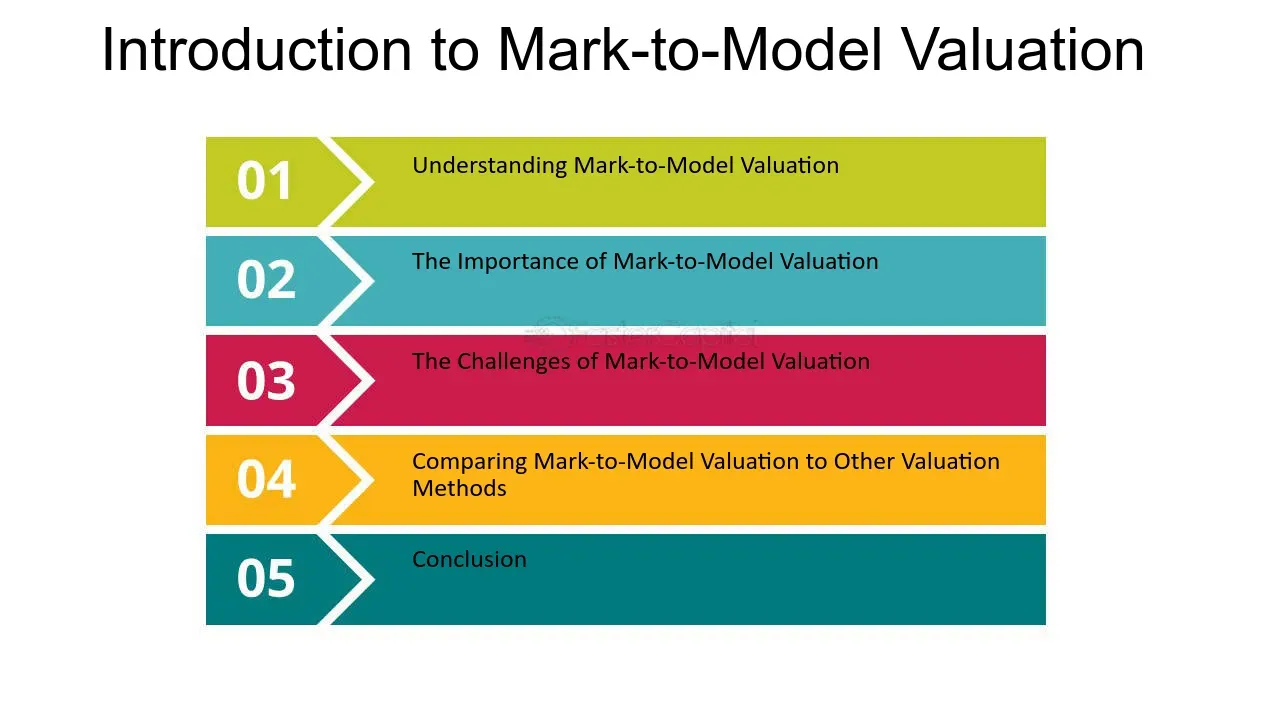 Introduction to Mark-to-Model Valuation
01
Understanding Mark-to-Model Valuation
02
The Importance of Mark-to-Model Valuation
FasterCapital
03
The Challenges of Mark-to-Model Valuation
04
Comparing Mark-to-Model Valuation to Other Valuation
Methods
05
Conclusion